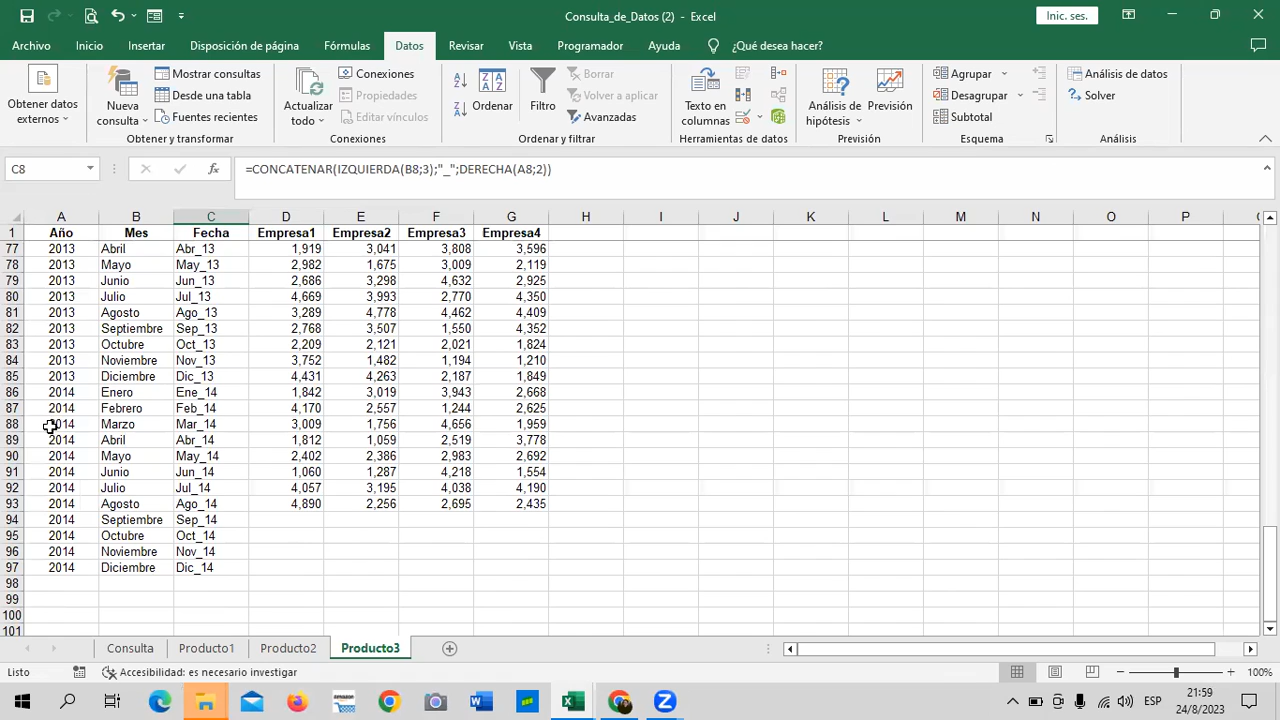 Consulta_de_Datos (2) - Excel
Inic. ses.
Archivo Inicio Insertar Disposición de página Fórmulas Datos Revisar Vista Programador Ayuda ¿Qué desea hacer?
Obtener datos externos
Nueva consulta
Mostrar consultas
Desde una tabla
Fuentes recientes
Obtener y transformar
Actualizar todo
Conexiones
Propiedades
Editar vínculos
Conexiones
Ordenar
Filtro
Borrar
Volver a aplicar
Avanzadas
Ordenar y filtrar
Texto en columnas
Herramientas de datos
Análisis de hipótesis
Previsión
Previsión
Agrupar
Desagrupar
Subtotal
Esquema
Análisis de datos
Solver
Análisis
C8 fx =CONCATENAR(IZQUIERDA(B8;3);"_";DERECHA(A8;2))
A B C D E F G H I J K L M N O P
1 Año Mes Fecha Empresa1 Empresa2 Empresa3 Empresa4
77 2013 Abril Abr_13 1,919 3,041 3,808 3,596
78 2013 Mayo May_13 2,982 1,675 3,009 2,119
79 2013 Junio Jun_13 2,686 3,298 4,632 2,925
80 2013 Julio Jul_13 4,669 3,993 2,770 4,350
81 2013 Agosto Ago_13 3,289 4,778 4,462 4,409
82 2013 Septiembre Sep_13 2,768 3,507 1,550 4,352
83 2013 Octubre Oct_13 2,209 2,121 2,021 1,824
84 2013 Noviembre Nov_13 3,752 1,482 1,194 1,210
85 2013 Diciembre Dic_13 4,431 4,263 2,187 1,849
86 2014 Enero Ene_14 1,842 3,019 3,943 2,668
87 2014 Febrero Feb_14 4,170 2,557 1,244 2,625
88 2014 Marzo Mar_14 3,009 1,756 4,656 1,959
89 2014 Abril Abr_14 1,812 1,059 2,519 3,778
90 2014 Mayo May_14 2,402 2,386 2,983 2,692
91 2014 Junio Jun_14 1,060 1,287 4,218 1,554
92 2014 Julio Jul_14 4,057 3,195 4,038 4,190
93 2014 Agosto Ago_14 4,890 2,256 2,695 2,435
94 2014 Septiembre Sep_14
95 2014 Octubre Oct_14
96 2014 Noviembre Nov_14
97 2014 Diciembre Dic_14
98
99
100
101
Consulta Producto1 Producto2 Producto3
Listo Accesibilidad: es necesario investigar 100%
ESP
21:59
24/8/2023